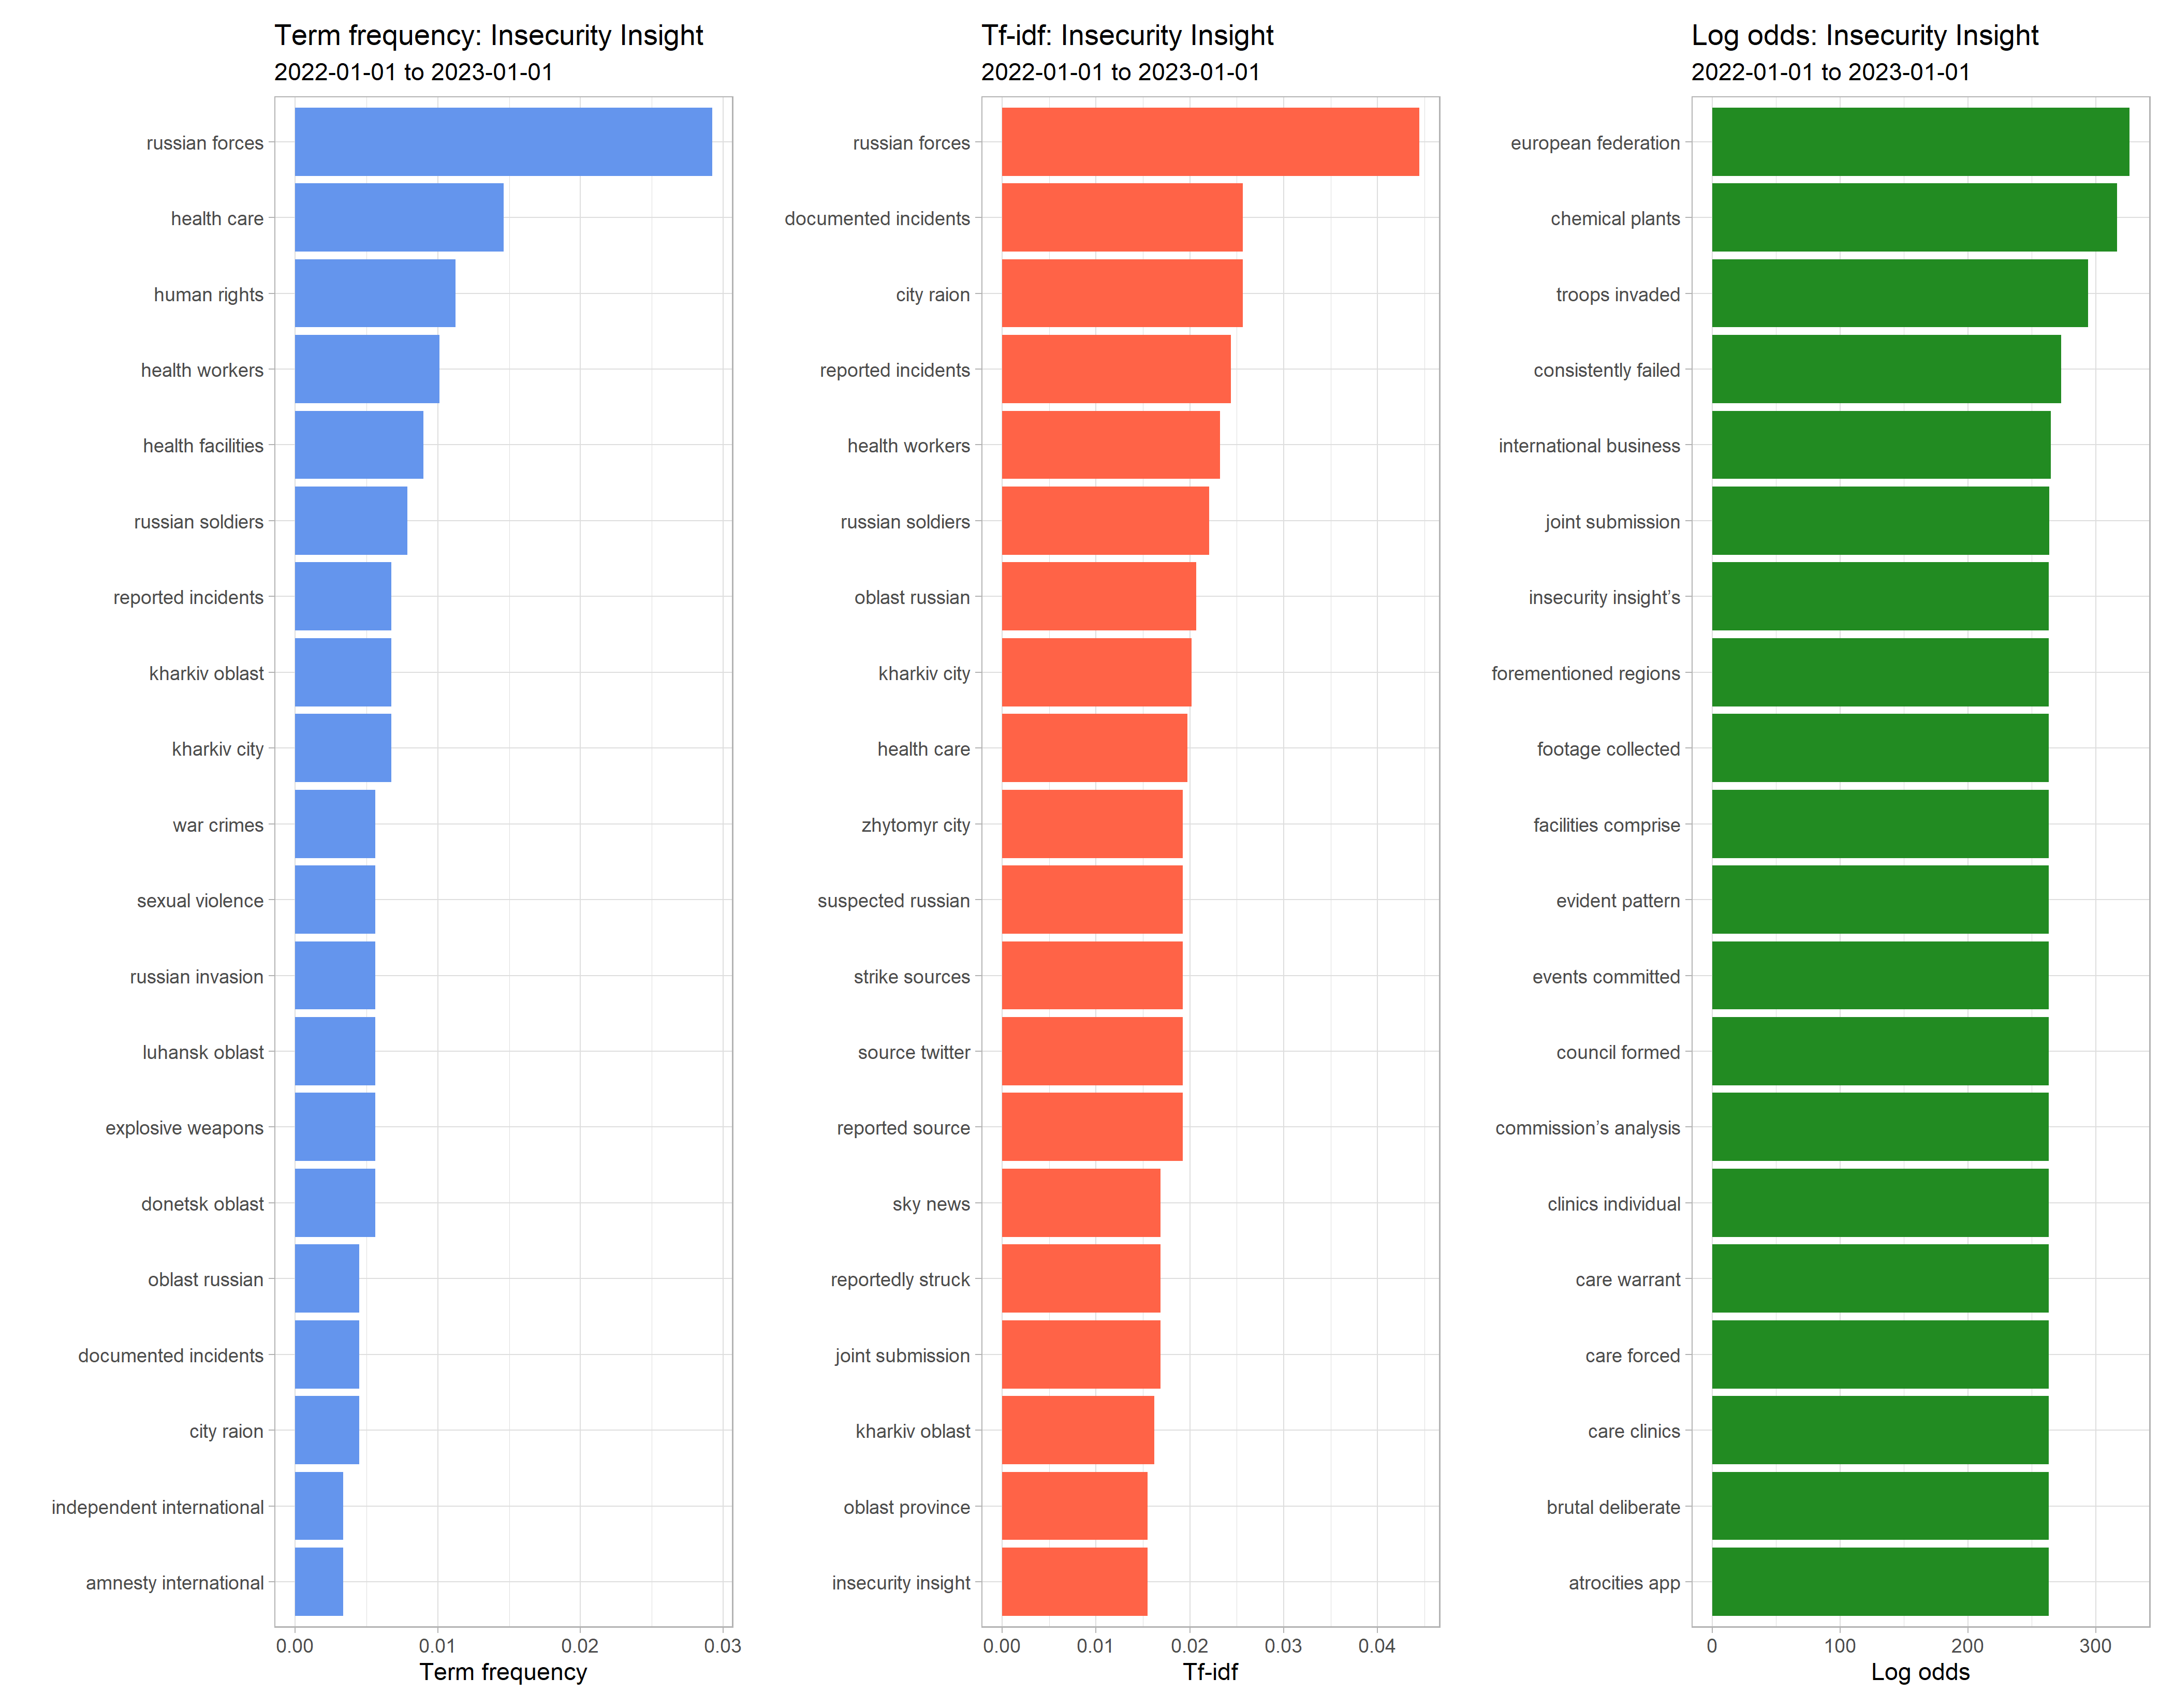 Term frequency: Insecurity Insight
2022-01-01 to 2023-01-01
russian forces
health care
human rights
health workers
health facilities
russian soldiers
reported incidents
kharkiv oblast
kharkiv city
war crimes
sexual violence
russian invasion
luhansk oblast
explosive weapons
donetsk oblast
oblast russian
documented incidents
city raion
independent international
amnesty international
0.00 0.01 0.02 0.03
Term frequency
Tf-idf: Insecurity Insight
2022-01-01 to 2023-01-01
russian forces
documented incidents
city raion
reported incidents
health workers
russian soldiers
oblast russian
kharkiv city
health care
zhytomyr city
suspected russian
strike sources
source twitter
reported source
sky news
reportedly struck
joint submission
kharkiv oblast
oblast province
insecurity insight
0.00 0.01 0.02 0.03 0.04
Tf-idf
Log odds: Insecurity Insight
2022-01-01 to 2023-01-01
european federation
chemical plants
troops invaded
consistently failed
international business
joint submission
insecurity insight’s
forementioned regions
footage collected
facilities comprise
evident pattern
events committed
council formed
commission’s analysis
clinics individual
care warrant
care forced
care clinics
brutal deliberate
atrocities app
0 100 200 300
Log odds